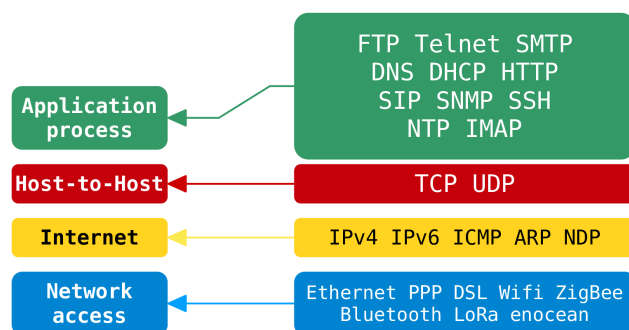 FTP Telnet SMTP
DNS DHCP HTTP
SIP SNMP SSH
NTP IMAP
Application
process
Host-to-Host
TCP UDP
Internet
IPv4 IPv6 ICMP ARP NDP
Network
access
Ethernet PPP DSL Wifi ZigBee
Bluetooth LoRa enocean